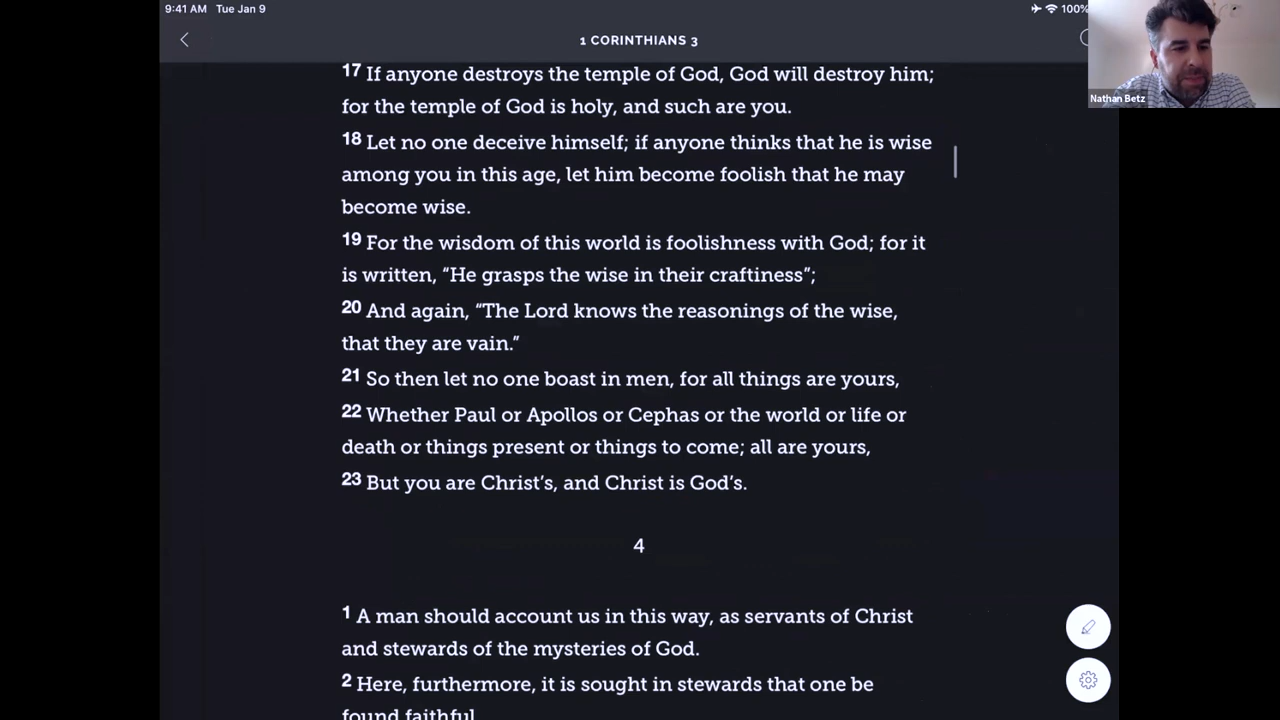 9:41 AM Tue Jan 9
100%
1 CORINTHIANS 3
17 If anyone destroys the temple of God, God will destroy him;
for the temple of God is holy, and such are you.
18 Let no one deceive himself; if anyone thinks that he is wise
among you in this age, let him become foolish that he may
become wise.
19 For the wisdom of this world is foolishness with God; for it
is written, “He grasps the wise in their craftiness”;
20 And again, “The Lord knows the reasonings of the wise,
that they are vain.”
21 So then let no one boast in men, for all things are yours,
22 Whether Paul or Apollos or Cephas or the world or life or
death or things present or things to come; all are yours,
23 But you are Christ’s, and Christ is God’s.
4
1 A man should account us in this way, as servants of Christ
and stewards of the mysteries of God.
2 Here, furthermore, it is sought in stewards that one be
found faithful
Nathan Betz